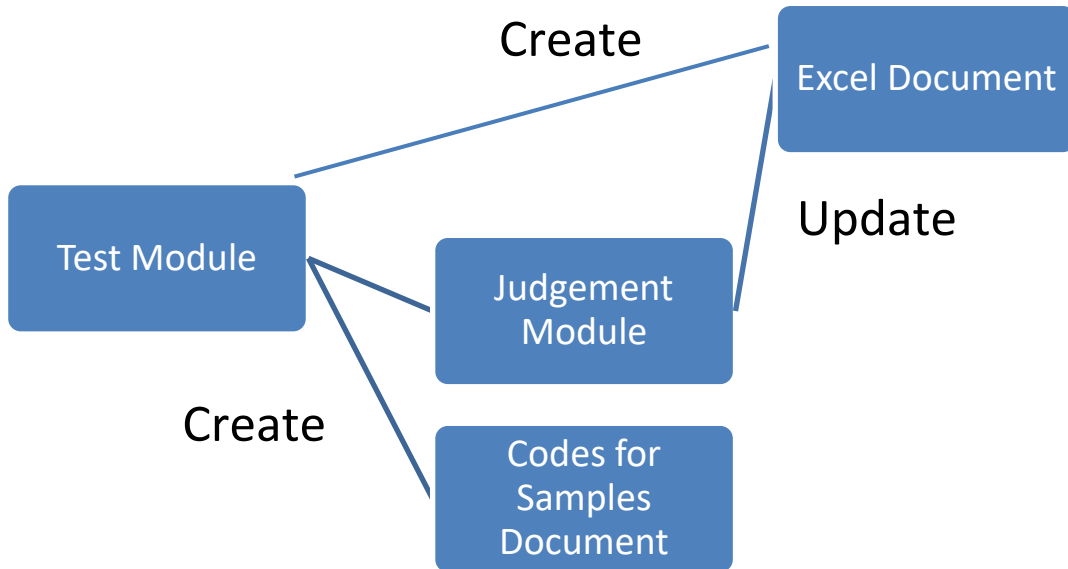 Create
Excel Document
Update
Test Module
Judgement
Module
Create
Codes for
Samples
Document